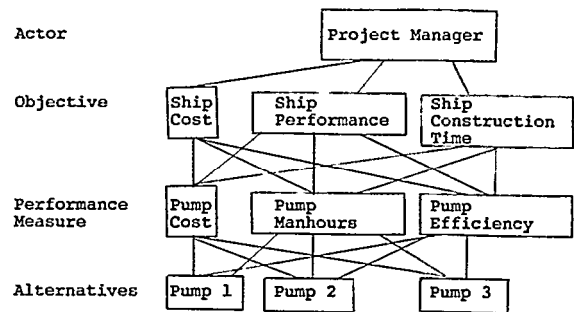 Actor
Project Manager
Objective
Ship
Cost
Ship
Performance
Ship
Construction
Time
Performance
Measure
Pump
Cost
Pump
Manhours
Pump
Efficiency
Alternatives
Pump 1
Pump 2
Pump 3